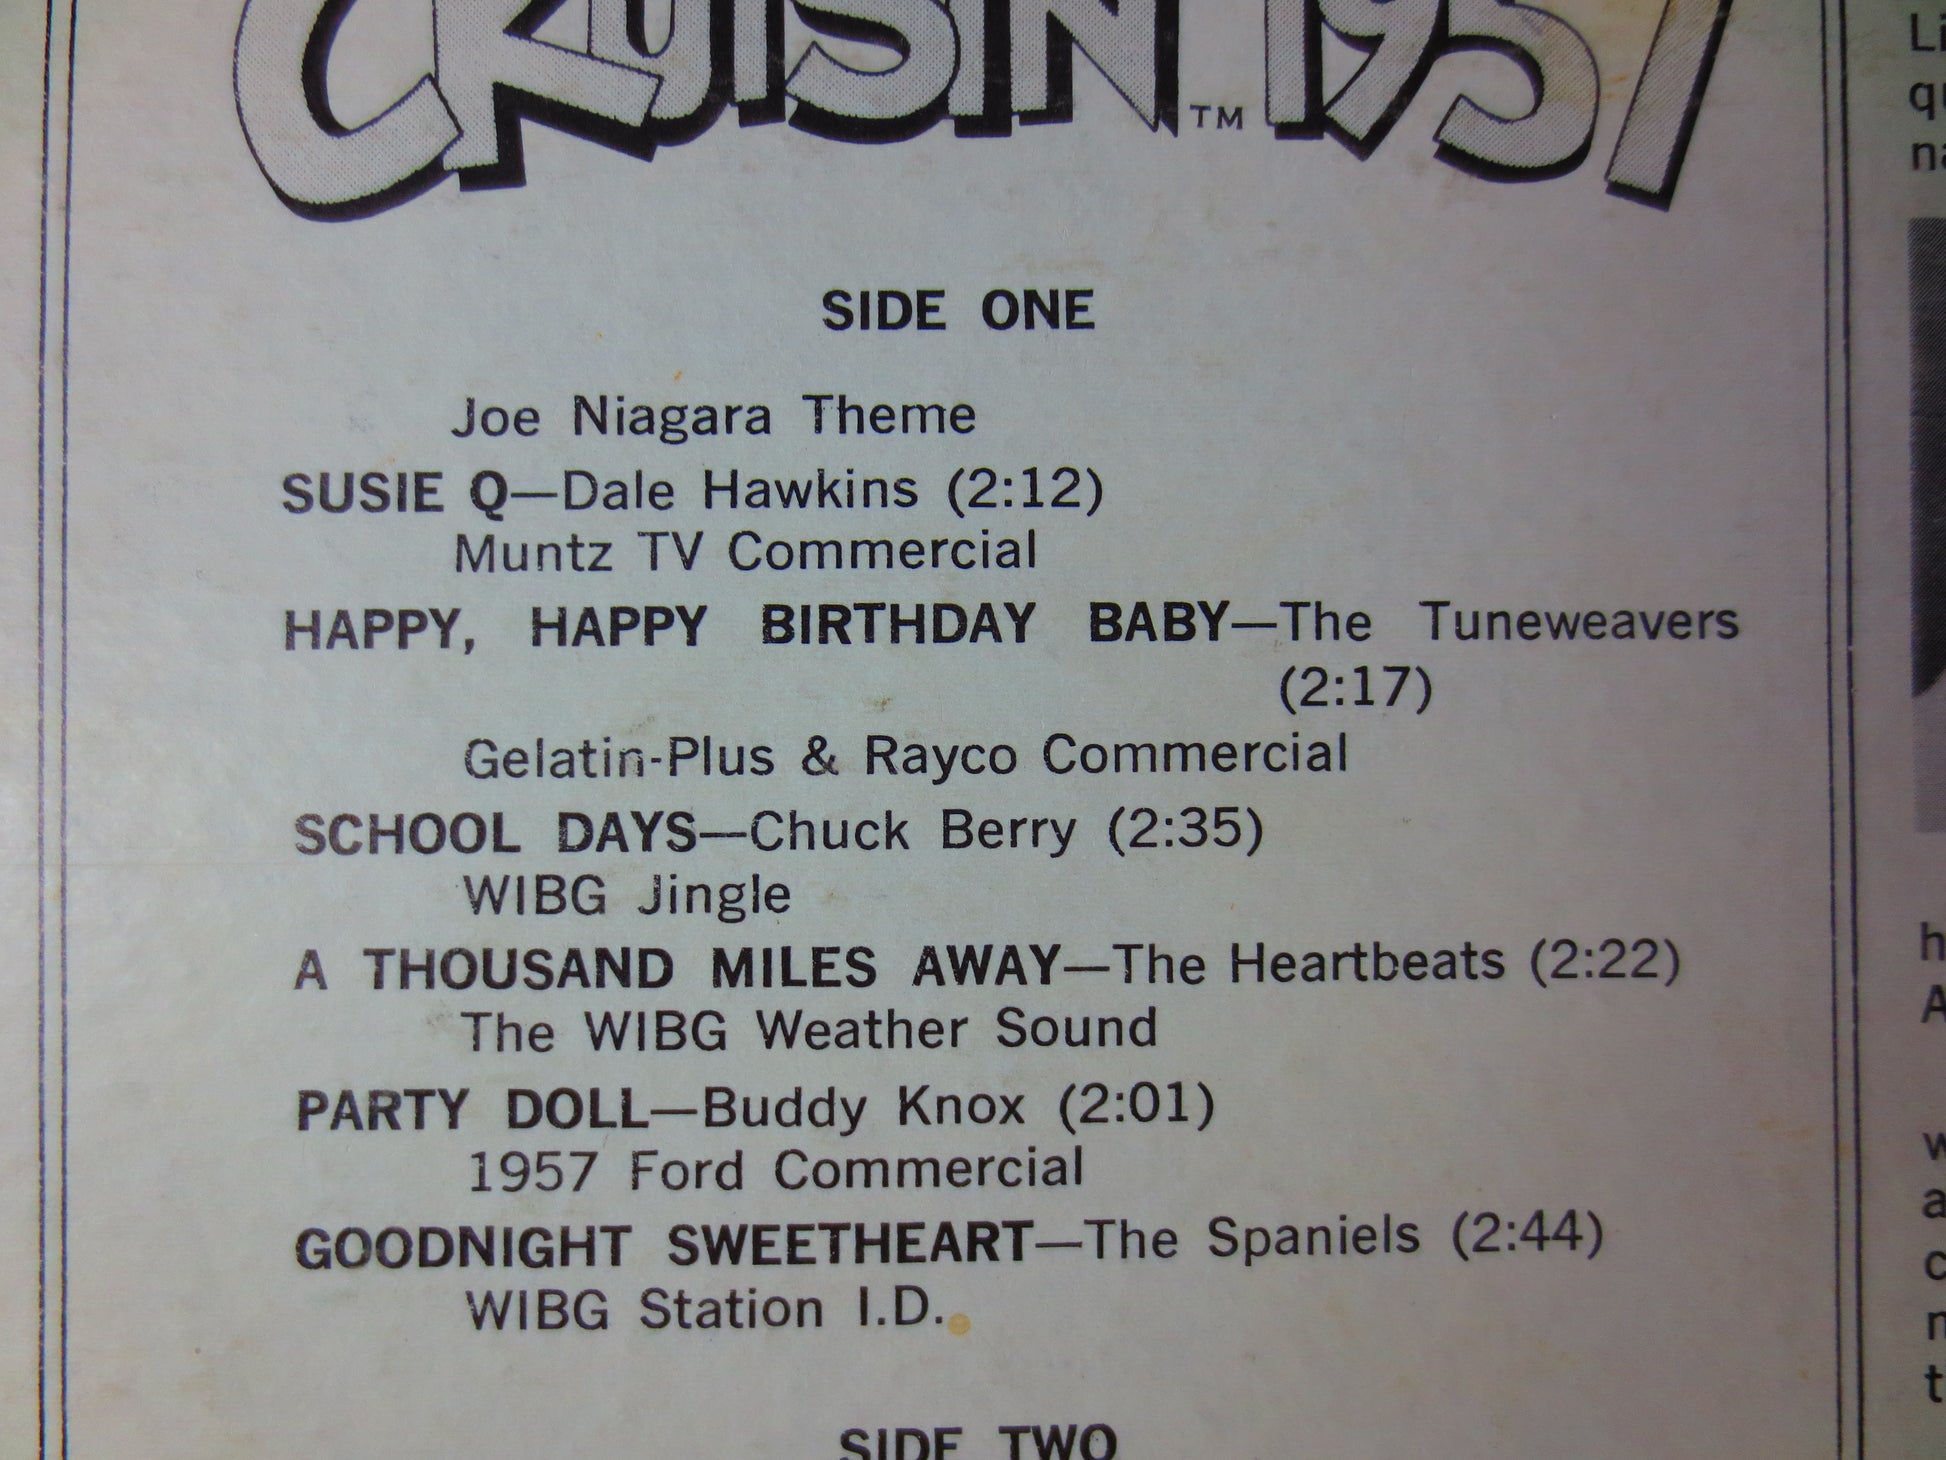 CRUISIN 1957
TM
SIDE ONE
Joe Niagara Theme
SUSIE Q—Dale Hawkins (2:12)
Muntz TV Commercial
HAPPY, HAPPY BIRTHDAY BABY—The Tuneweavers
(2:17)
Gelatin-Plus & Rayco Commercial
SCHOOL DAYS—Chuck Berry (2:35)
WIBG Jingle
A THOUSAND MILES AWAY—The Heartbeats (2:22)
The WIBG Weather Sound
PARTY DOLL—Buddy Knox (2:01)
1957 Ford Commercial
GOODNIGHT SWEETHEART—The Spaniels (2:44)
WIBG Station I.D.
SIDE TWO